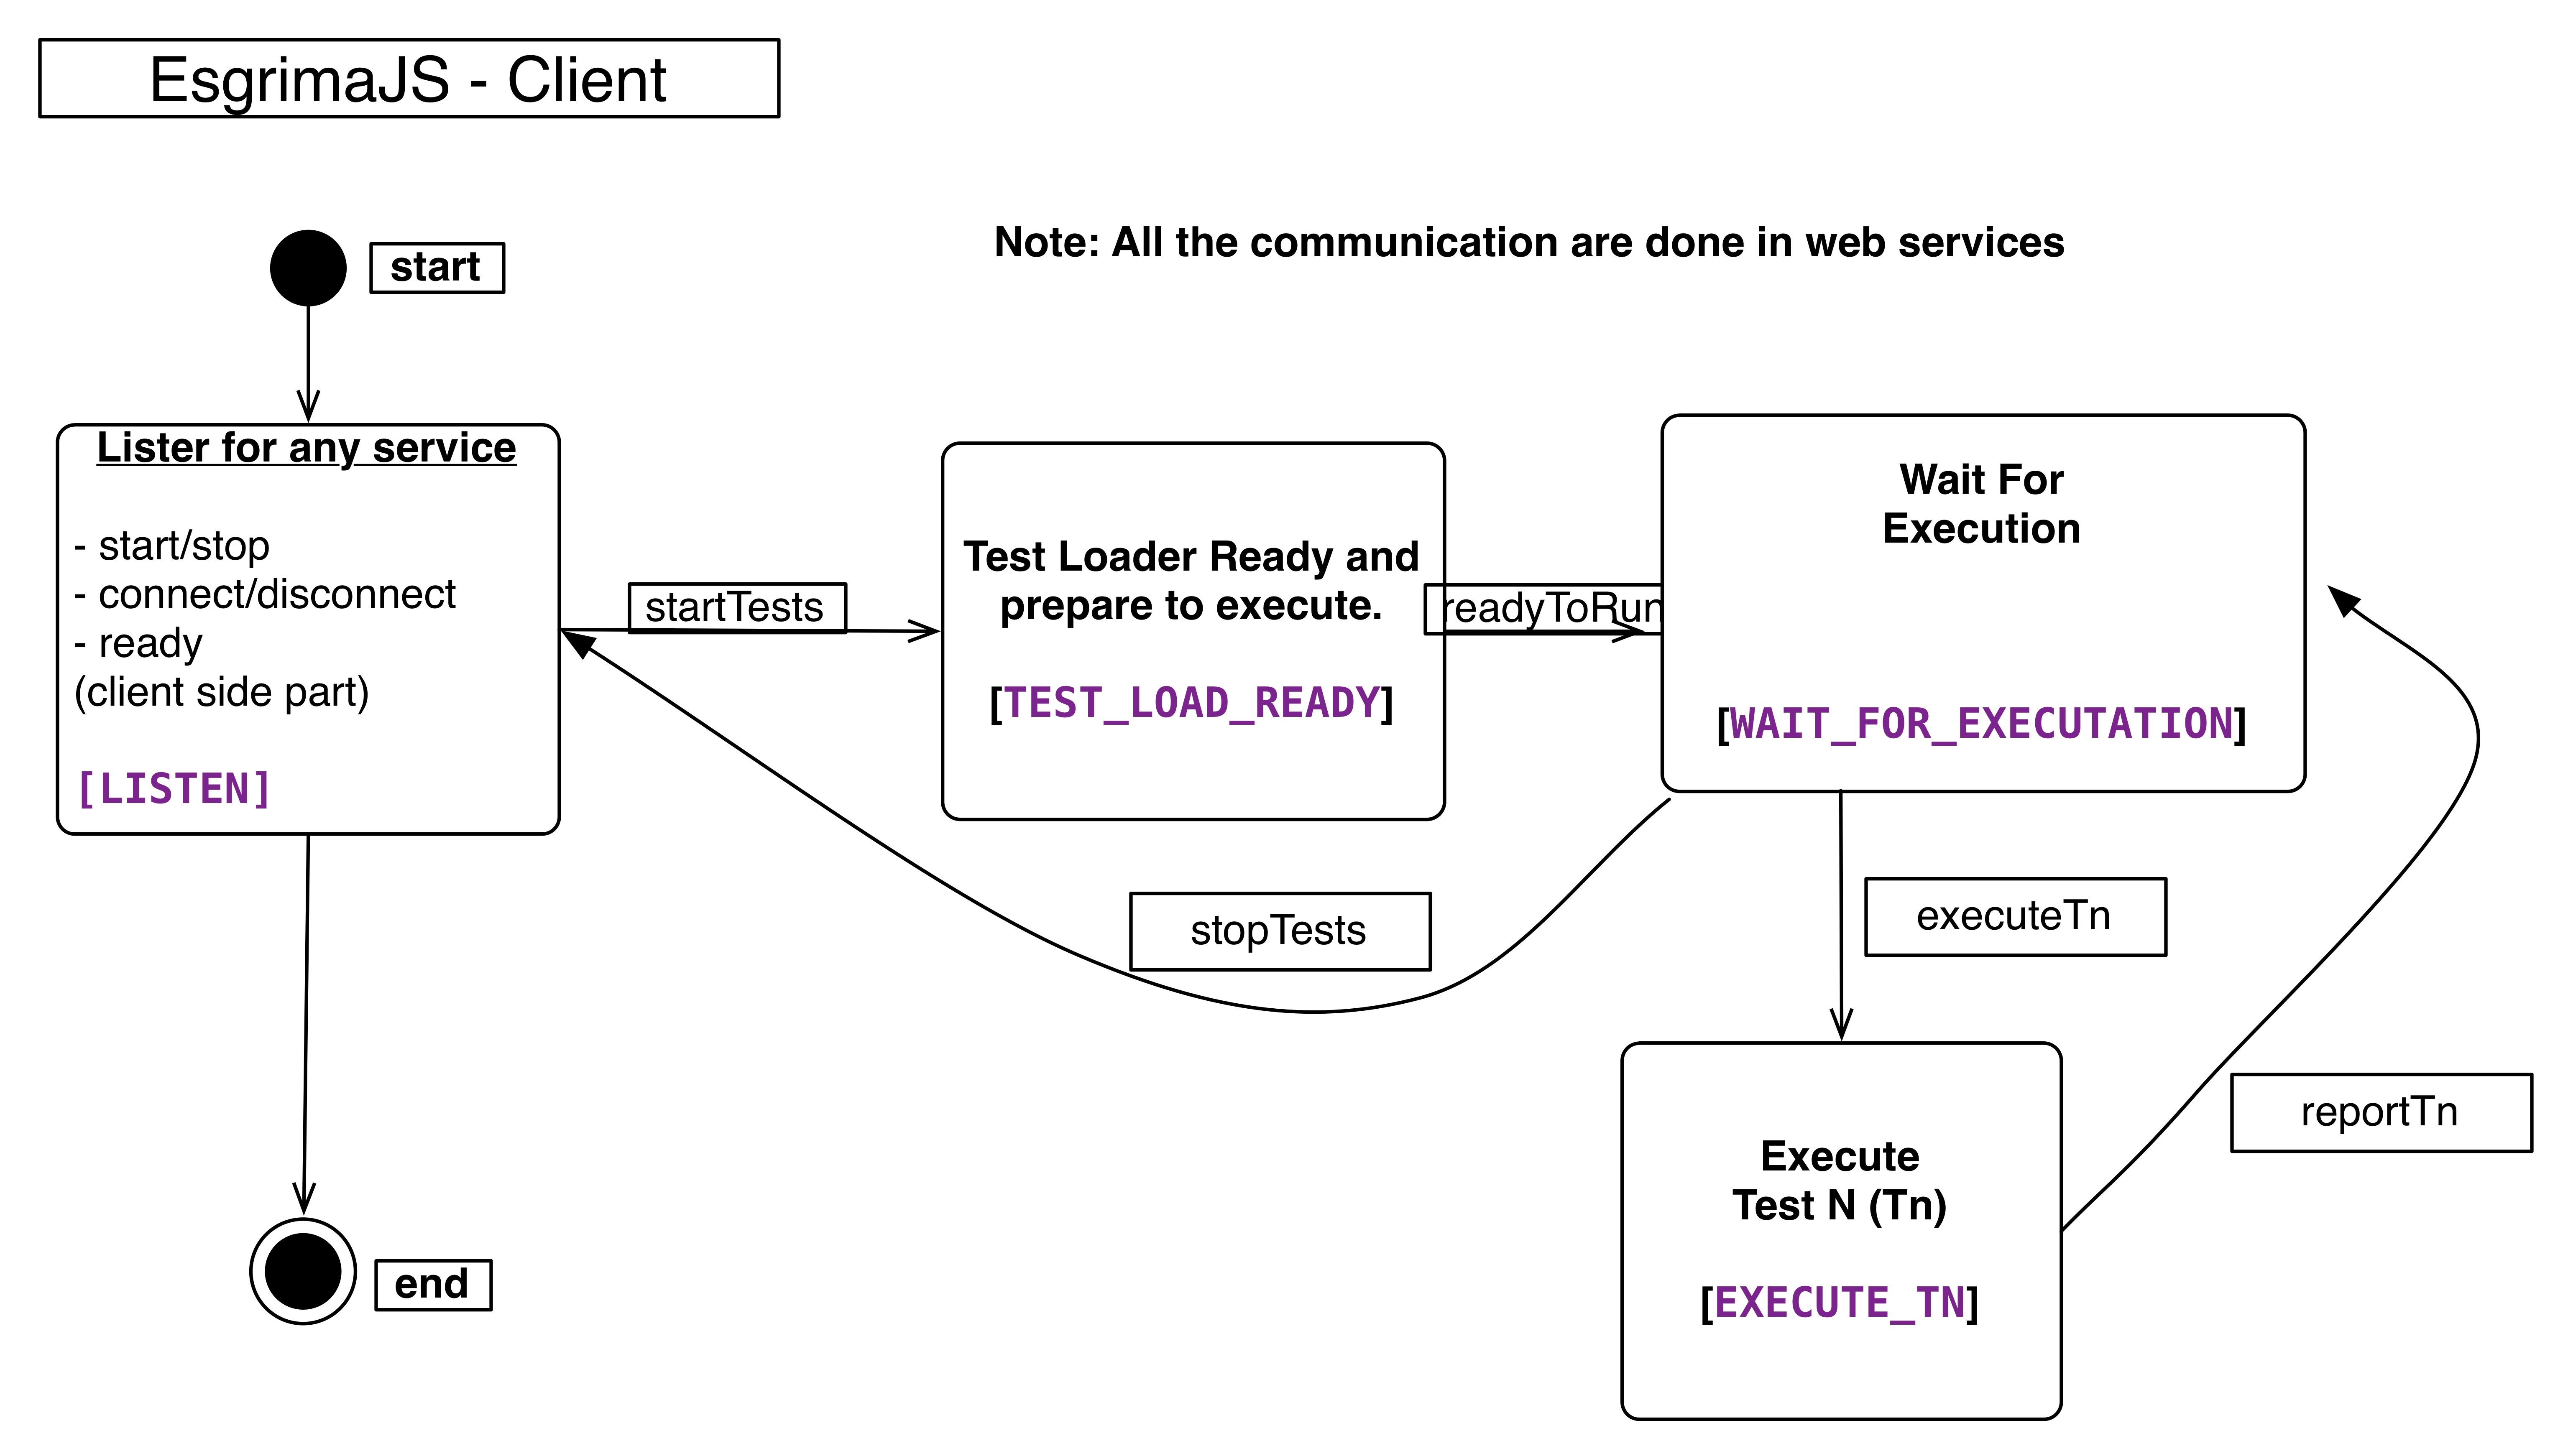 EsgrimaJS - Client
Note: All the communication are done in web services
start
Lister for any service
- start/stop
- connect/disconnect
- ready
(client side part)
[LISTEN]
startTests
Test Loader Ready and
prepare to execute.
[TEST_LOAD_READY]
readyToRun
Wait For
Execution
[WAIT_FOR_EXECUTATION]
stopTests
executeTn
reportTn
Execute
Test N (Tn)
[EXECUTE_TN]
end